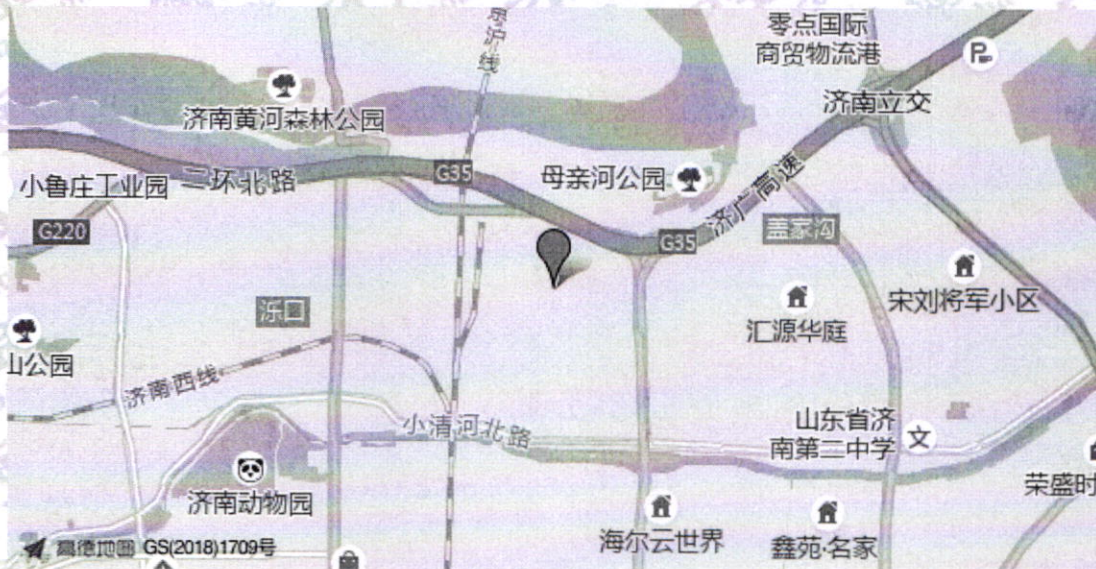 京沪线
零点国际
商贸物流港
济南立交
济南黄河森林公园
小鲁庄工业园
二环北路
G35
母亲河公园
济广高速
G220
G35
盖家沟
宋刘将军小区
泺口
汇源华庭
山公园
济南西线
小清河北路
山东省济
南第二中学
文
济南动物园
荣盛时
海尔云世界
鑫苑·名家
高德地图 GS(2018)1709号